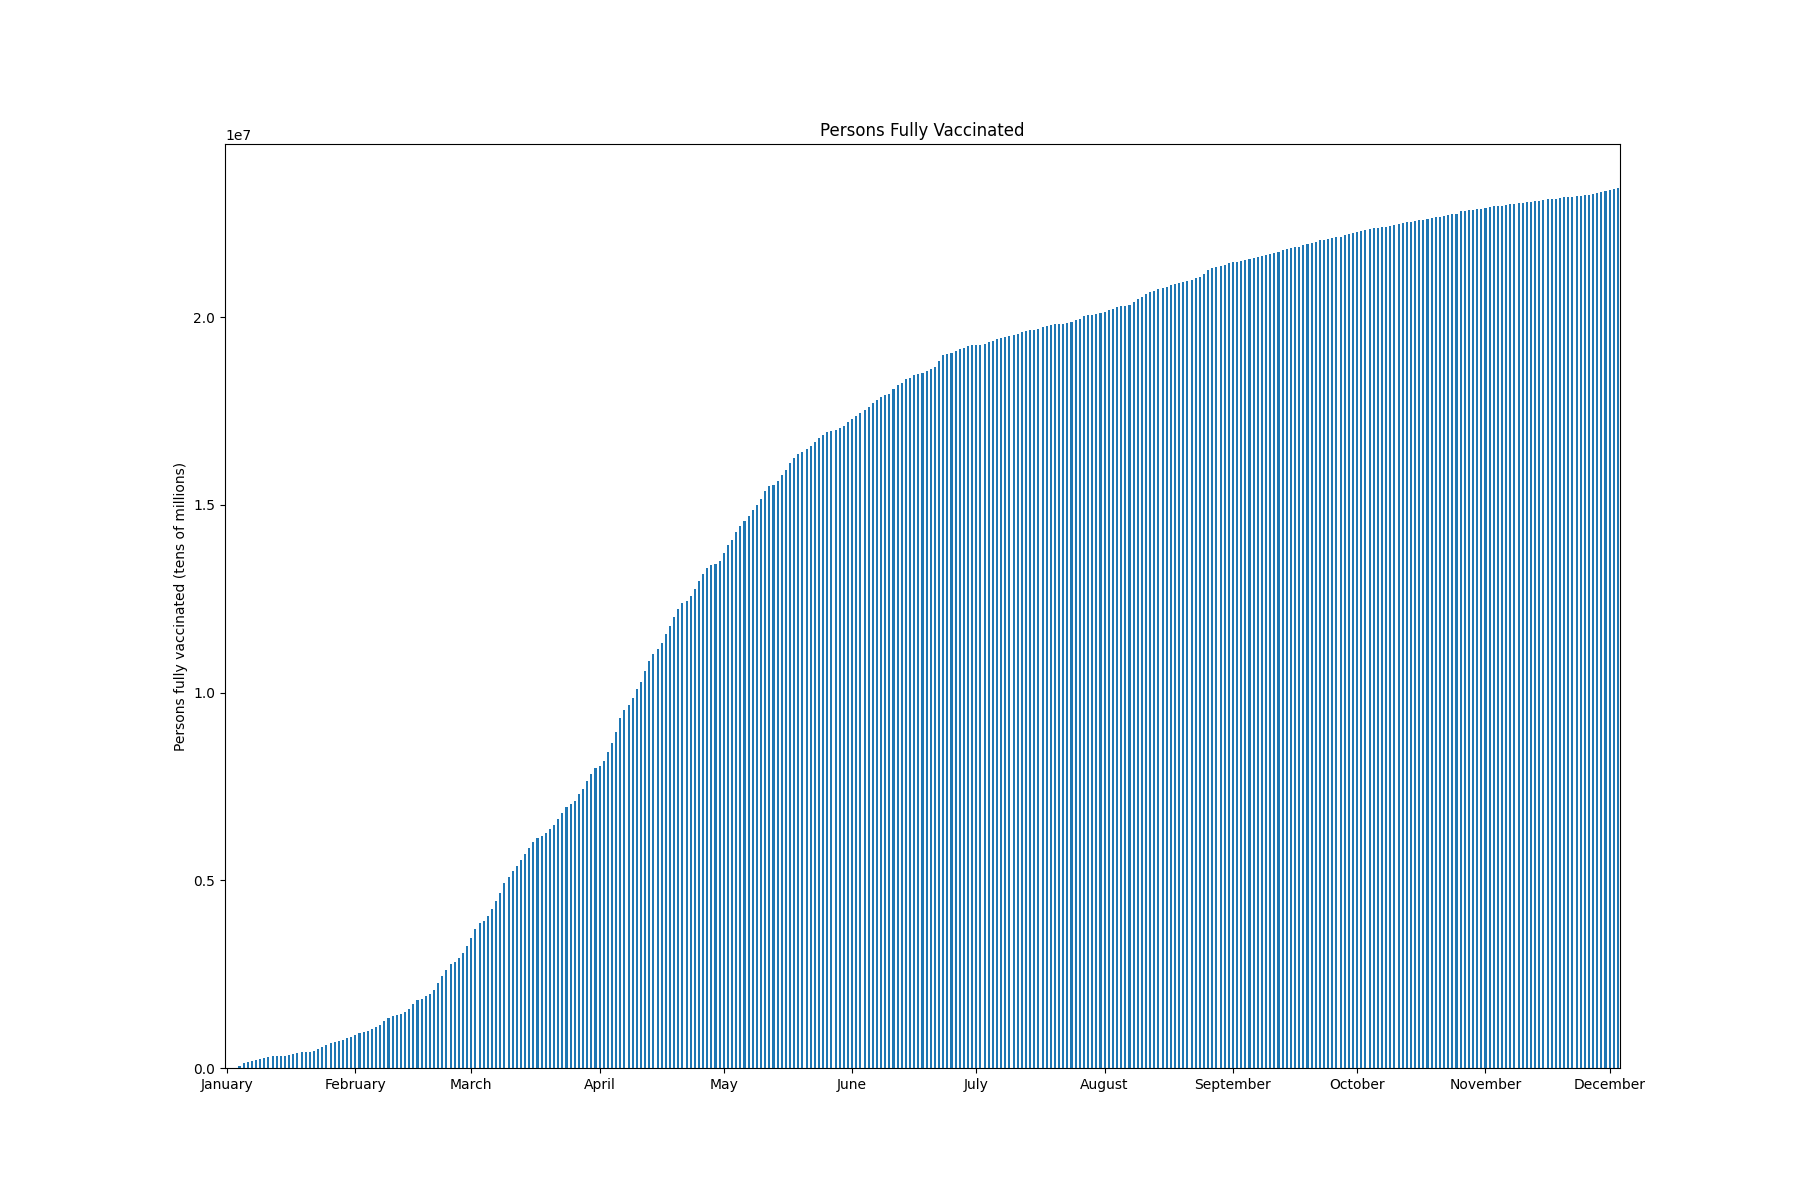 Persons Fully Vaccinated
1e7
Persons fully vaccinated (tens of millions)
2.0
1.5
1.0
0.5
0.0
January February March April May June July August September October November December